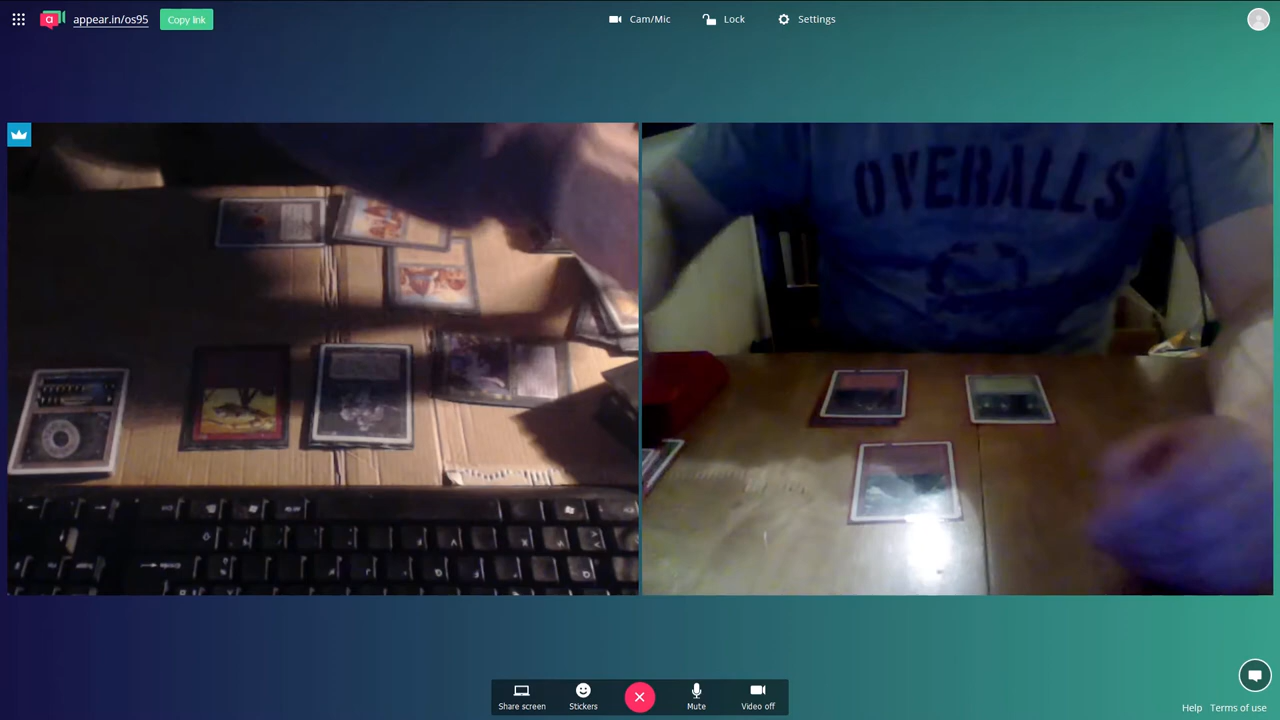 appear.in/os95
Copy link
Cam/Mic
Lock
Settings
OVERALLS
Share screen
Stickers
Mute
Video off
Help
Terms of use